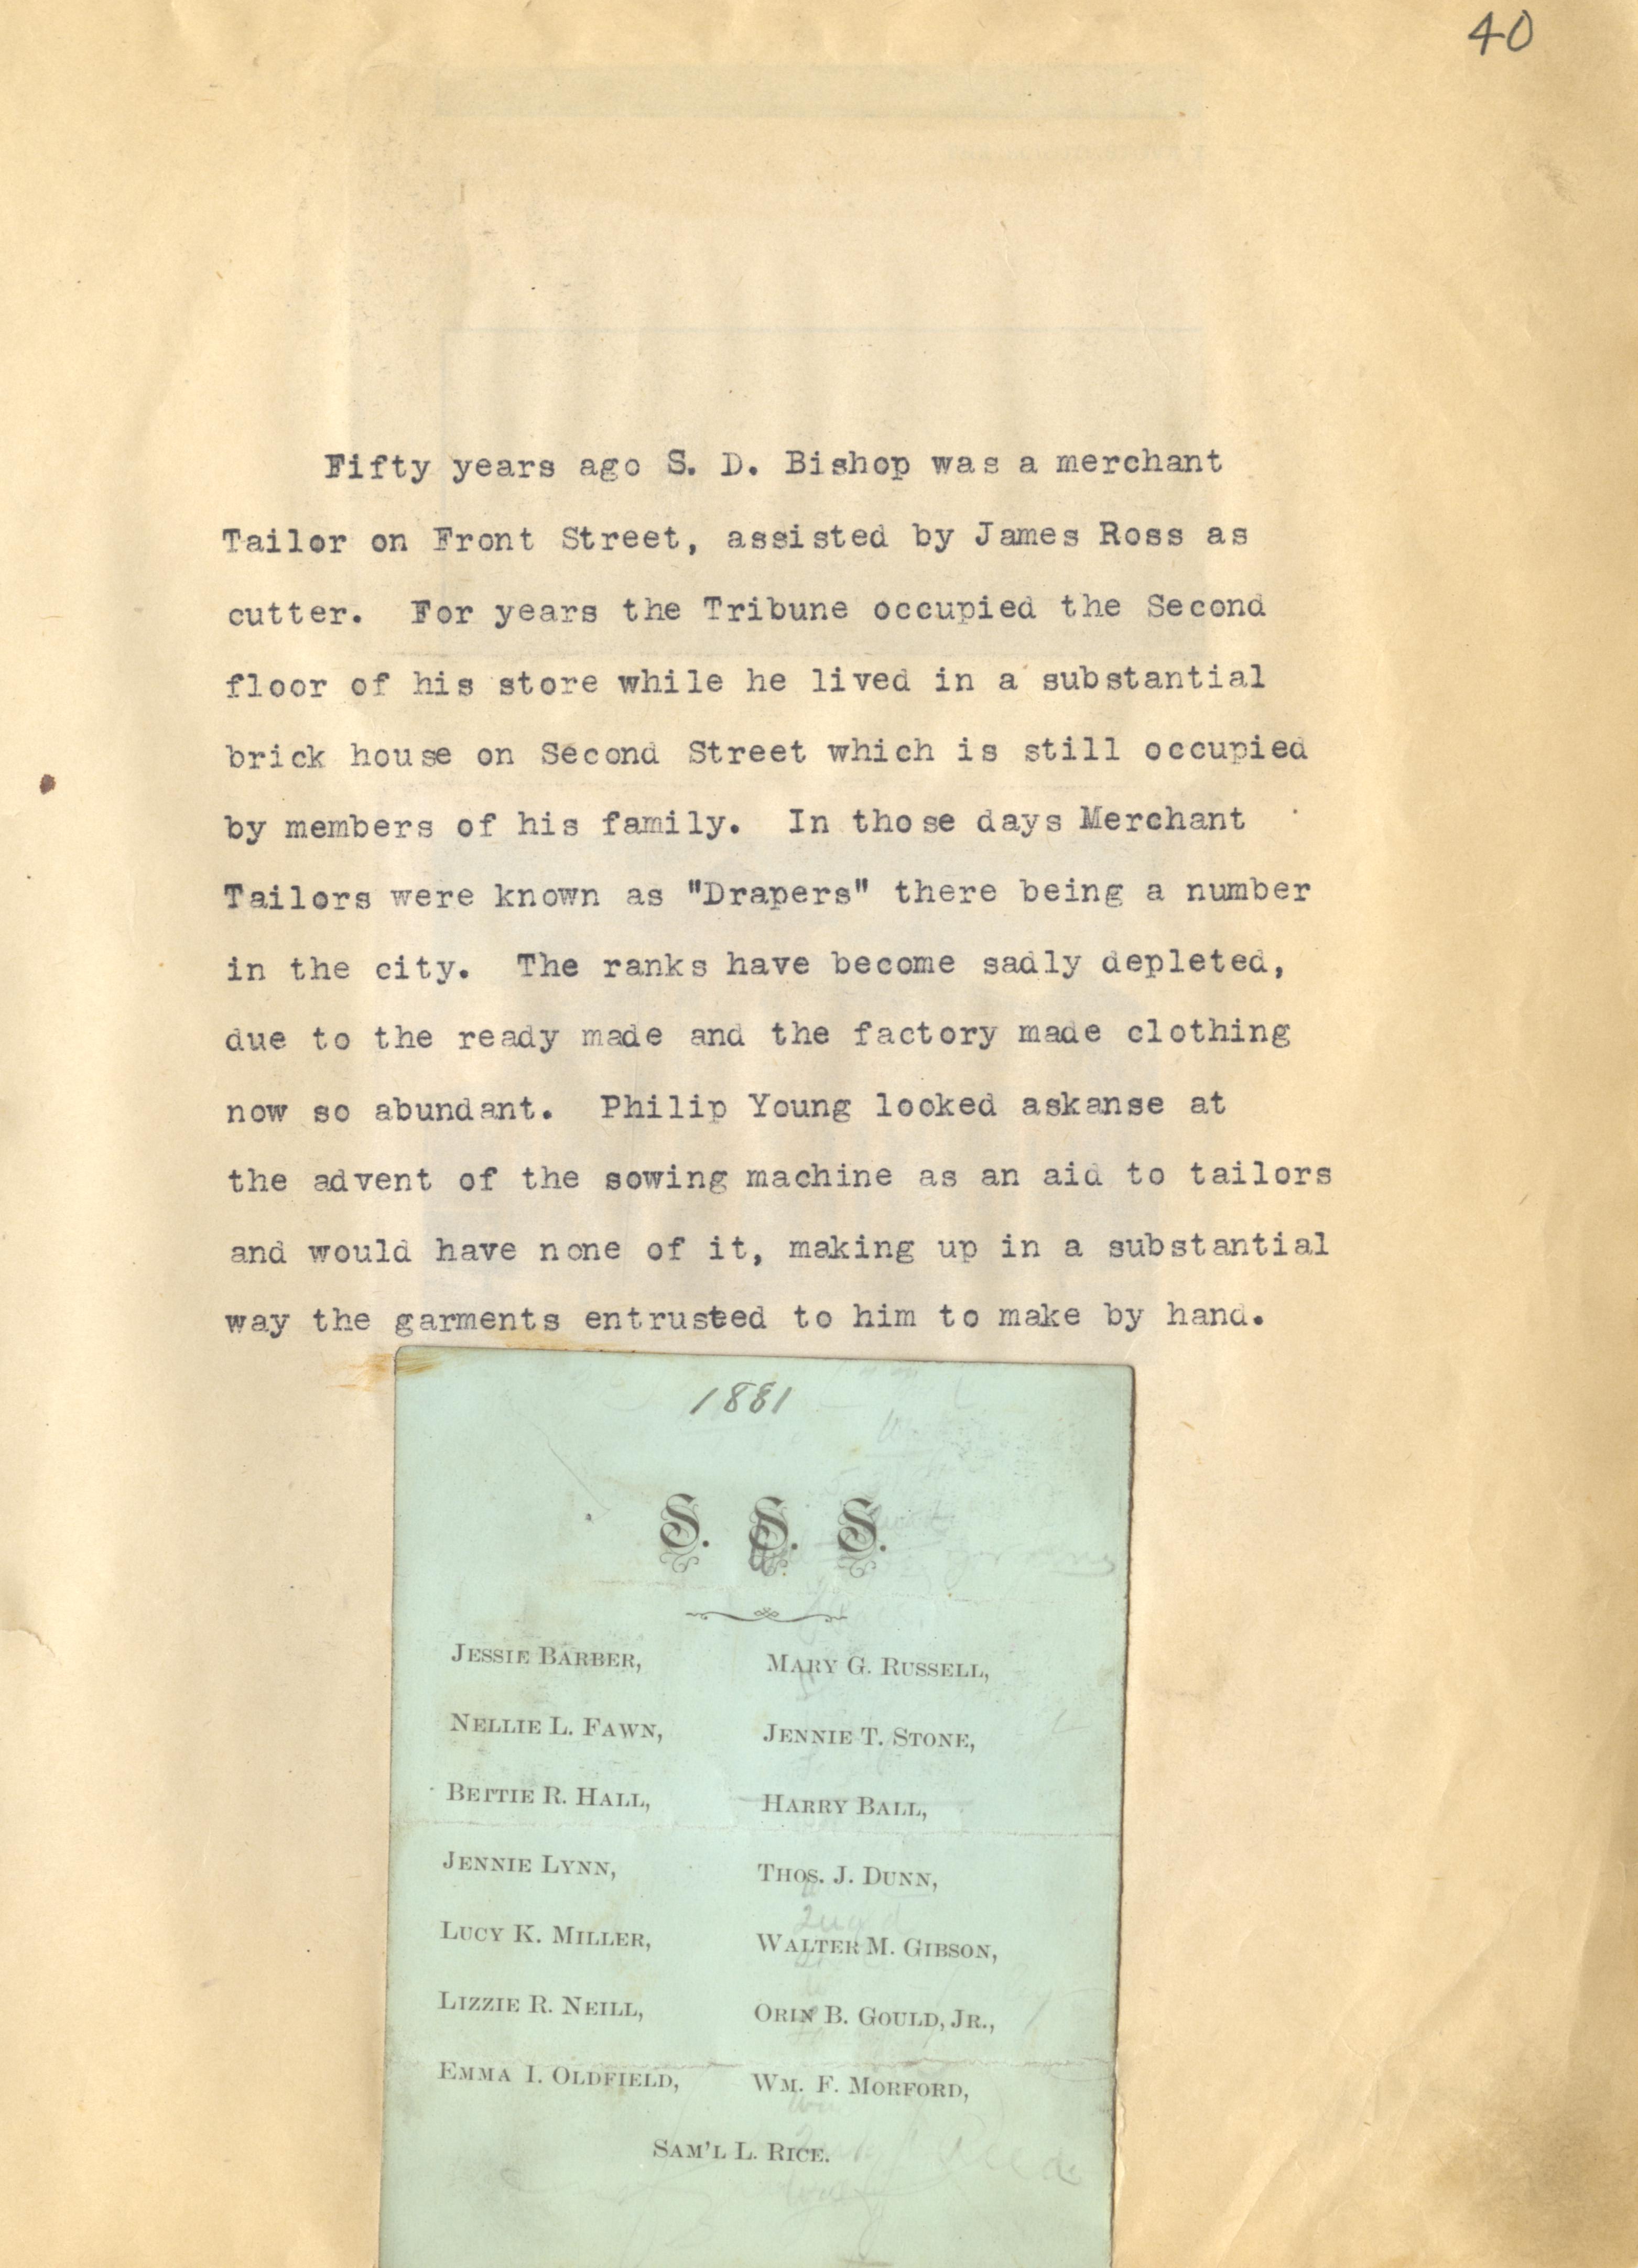 40
Fifty years ago S. D. Bishop was a merchant
Tailor on Front Street, assisted by James Ross as
cutter. For years the Tribune occupied the Second
floor of his store while he lived in a substantial
brick house on Second Street which is still occupied
by members of his family. In those days Merchant
Tailors were known as "Drapers" there being a number
in the city. The ranks have become sadly depleted,
due to the ready made and the factory made clothing
now so abundant. Philip Young looked askanse at
the advent of the sowing machine as an aid to tailors
and would have none of it, making up in a substantial
way the garments entrusted to him to make by hand.
1881
S. S. S.
JESSIE BARBER, MARY G. RUSSELL,
NELLIE L. FAWN, JENNIE T. STONE,
BETTIE R. HALL, HARRY BALL,
JENNIE LYNN, THOS. J. DUNN,
LUCY K. MILLER, WALTER M. GIBSON,
LIZZIE R. NEILL, ORIN B. GOULD, JR.,
EMMA I. OLDFIELD, WM. F. MORFORD,
SAM'L L. RICE.